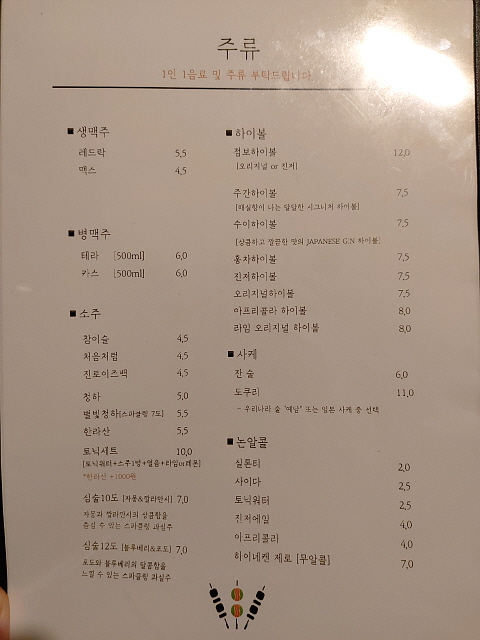 주류
1인 1음료 및 주류 부탁드립니다
■ 생맥주
레드락 5,5
맥스 4,5
■ 병맥주
테라 [500ml] 6,0
카스 [500ml] 6,0
■ 소주
참이슬 4,5
처음처럼 4,5
진로이즈백 4,5
청하 5,0
별빛청하[스파클링 7도] 5,5
한라산 5,5
토닉세트 10,0
[토닉워터+소주1병+얼음+라임or레몬]
*한라산 +1000원
심술10도 [자몽&깔라만시] 7,0
자몽과 깔라만시의 상큼함을
즐길 수 있는 스파클링 과실주
심술12도 [블루베리&포도] 7,0
포도와 블루베리의 달콤함을
느낄 수 있는 스파클링 과실주
■ 하이볼
점보하이볼 12,0
[오리지널 or 진저]
주간하이볼 7,5
[매실향이 나는 달달한 시그니처 하이볼]
수이하이볼 7,5
[상큼하고 깔끔한 맛의 JAPANESE GIN 하이볼]
홍차하이볼 7,5
진저하이볼 7,5
오리지널하이볼 7,5
아프리콜라 하이볼 8,0
라임 오리지널 하이볼 8,0
■ 사케
잔 술 6,0
도쿠리 11,0
- 우리나라 술 "예담" 또는 일본 사케 중 선택
■ 논알콜
실론티 2,0
사이다 2,5
토닉워터 2,5
진저에일 4,0
아프리콜라 4,0
하이네켄 제로 [무알콜] 7,0